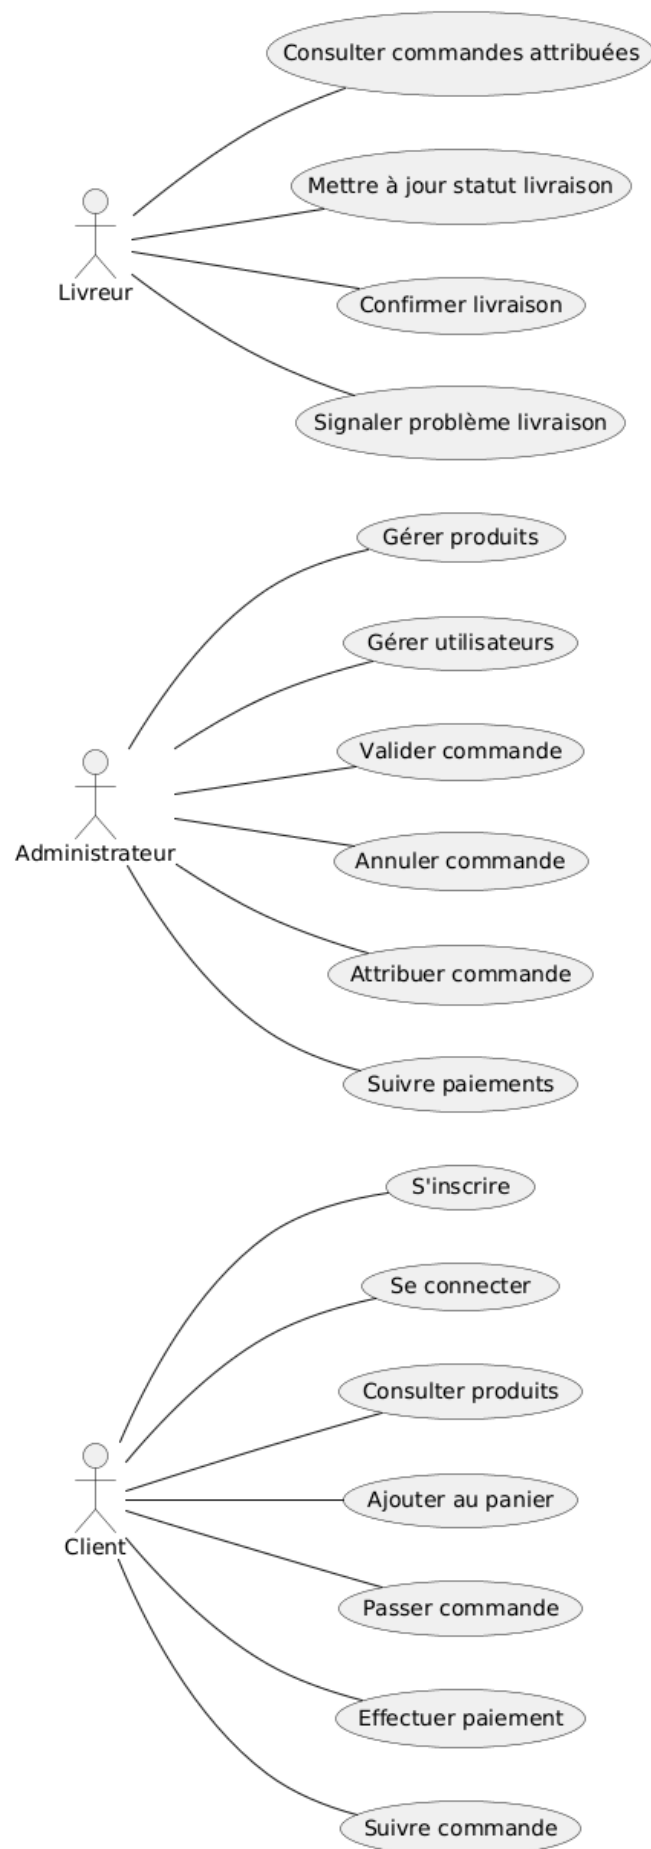 Consulter commandes attribuées
Mettre à jour statut livraison
Livreur
Confirmer livraison
Signaler problème livraison
Gérer produits
Gérer utilisateurs
Valider commande
Administrateur
Annuler commande
Attribuer commande
Suivre paiements
S'inscrire
Se connecter
Consulter produits
Ajouter au panier
Client
Passer commande
Effectuer paiement
Suivre commande